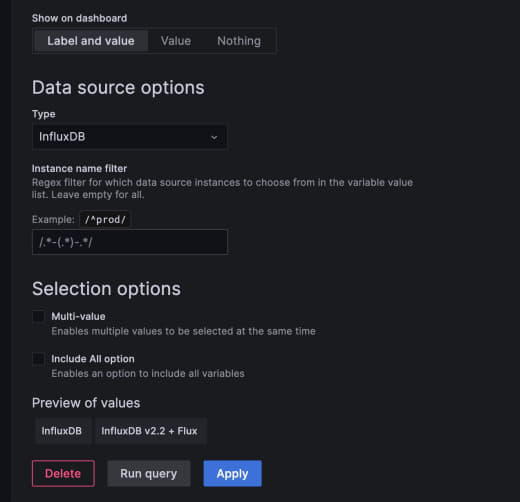 Show on dashboard
Label and value Value Nothing
Data source options
Type
InfluxDB
Instance name filter
Regex filter for which data source instances to choose from in the variable value
list. Leave empty for all.
Example: /^prod/
/.*-(.*)-.*/
Selection options
Multi-value
Enables multiple values to be selected at the same time
Include All option
Enables an option to include all variables
Preview of values
InfluxDB InfluxDB v2.2 + Flux
Delete Run query Apply